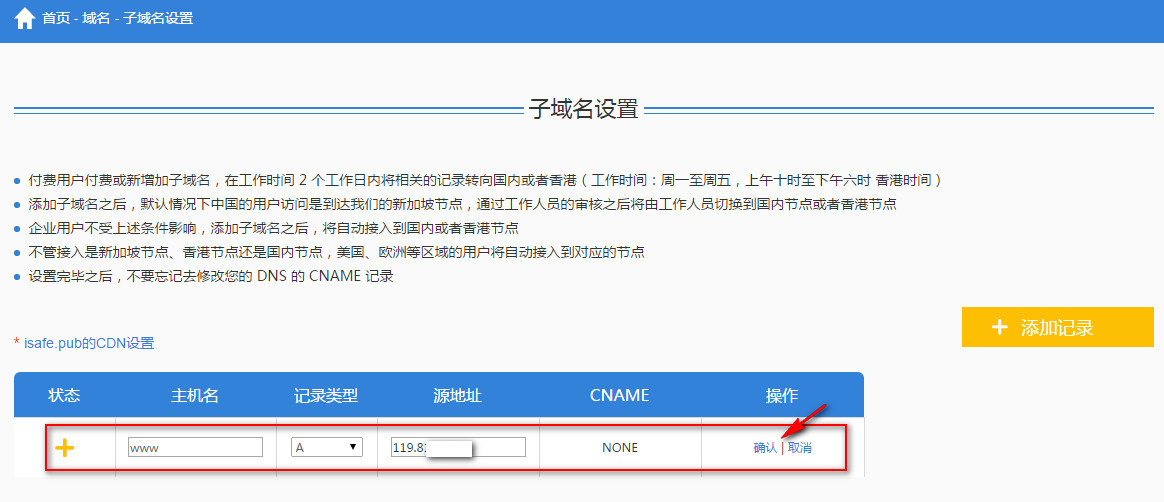 首页 - 域名 - 子域名设置
子域名设置
付费用户付费或新增加子域名，在工作时间 2 个工作日内将相关的记录转向国内或者香港（工作时间：周一至周五，上午十时至下午六时 香港时间）
添加子域名之后，默认情况下中国的用户访问是到达我们的新加坡节点，通过工作人员的审核之后将由工作人员切换到国内节点或者香港节点
企业用户不受上述条件影响，添加子域名之后，将自动接入到国内或者香港节点
不管接入是新加坡节点、香港节点还是国内节点，美国、欧洲等区域的用户将自动接入到对应的节点
设置完毕之后，不要忘记去修改您的 DNS 的 CNAME 记录
+ 添加记录
* isafe.pub的CDN设置
状态 主机名 记录类型 源地址 CNAME 操作
www A 119.8 NONE 确认 | 取消